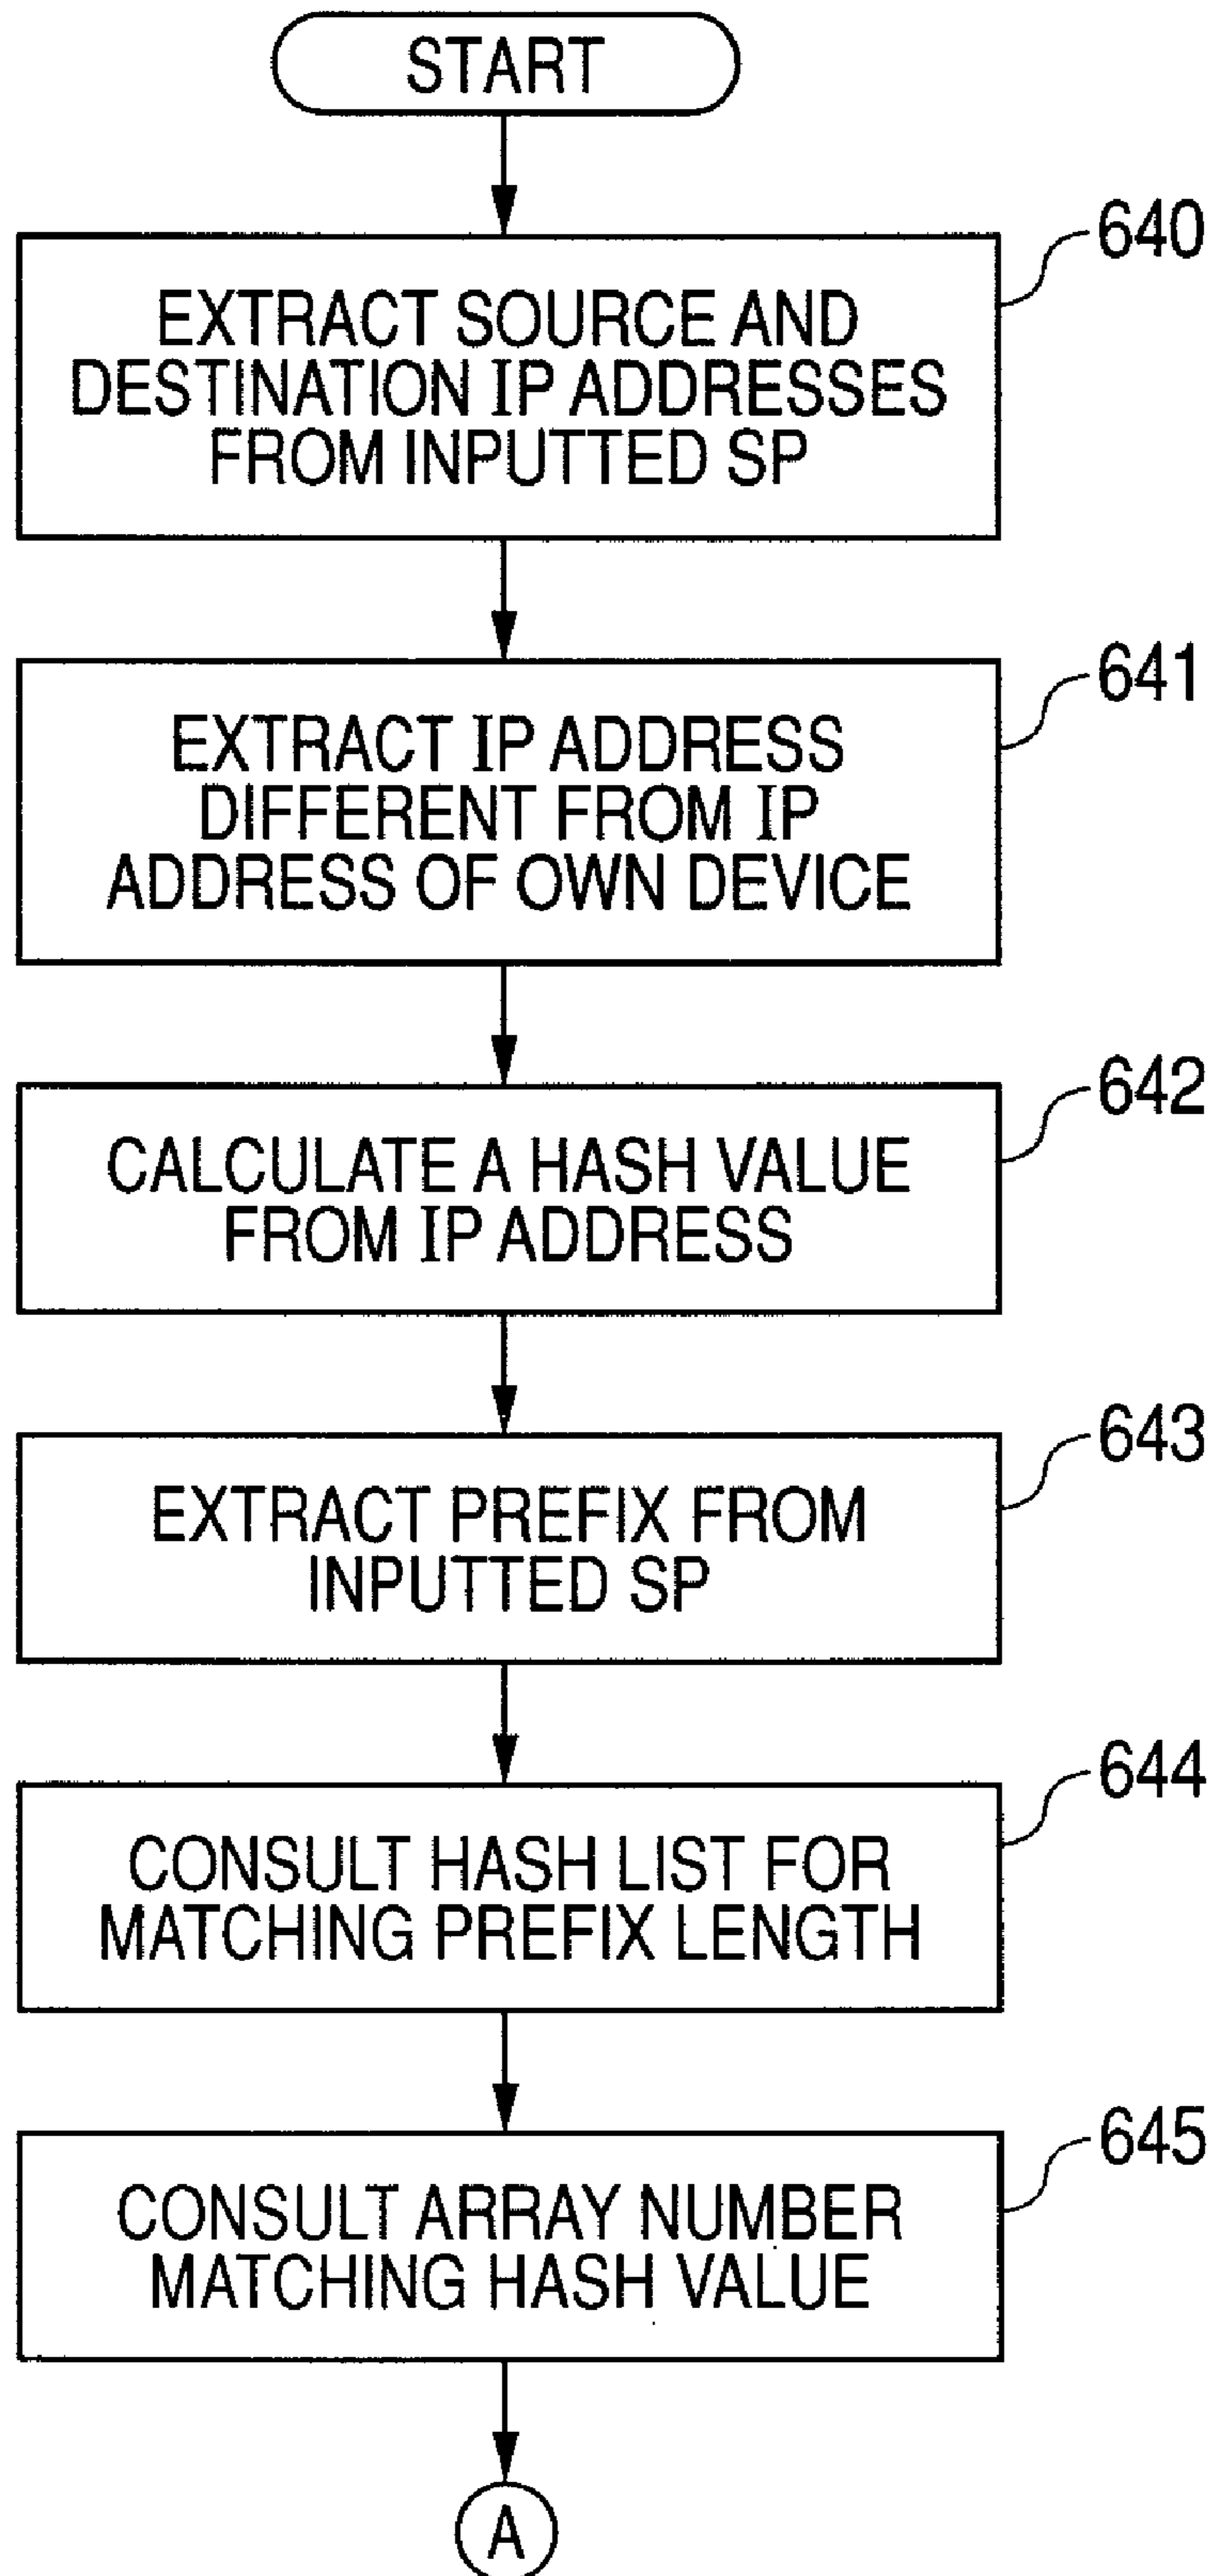 START
640
EXTRACT SOURCE AND
DESTINATION IP ADDRESSES
FROM INPUTTED SP
641
EXTRACT IP ADDRESS
DIFFERENT FROM IP
ADDRESS OF OWN DEVICE
642
CALCULATE A HASH VALUE
FROM IP ADDRESS
643
EXTRACT PREFIX FROM
INPUTTED SP
644
CONSULT HASH LIST FOR
MATCHING PREFIX LENGTH
645
CONSULT ARRAY NUMBER
MATCHING HASH VALUE
A